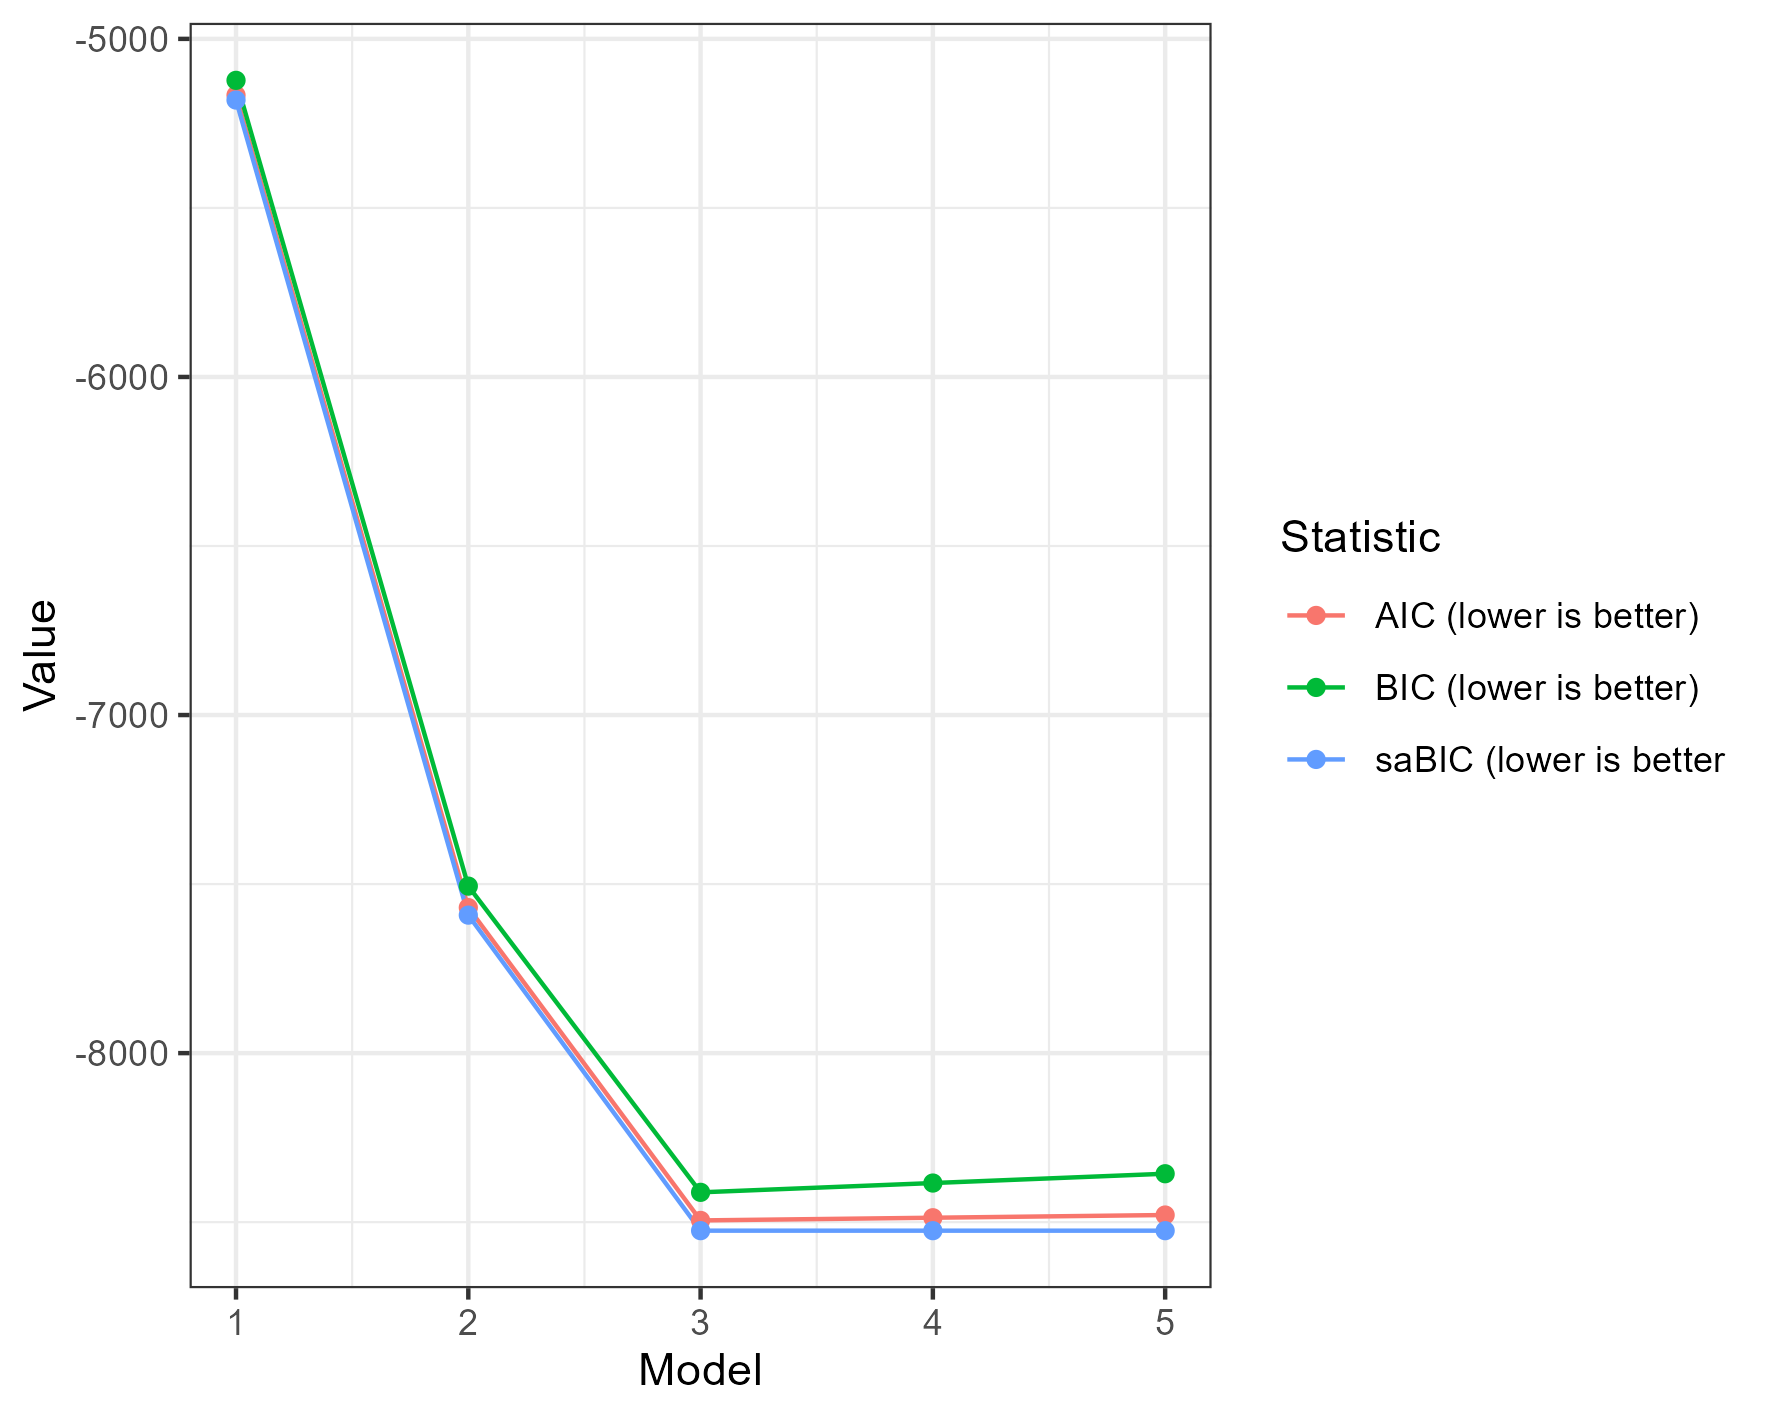 -5000
-6000
-7000
-8000
Value
1 2 3 4 5
Model
Statistic
AIC (lower is better)
BIC (lower is better)
saBIC (lower is better